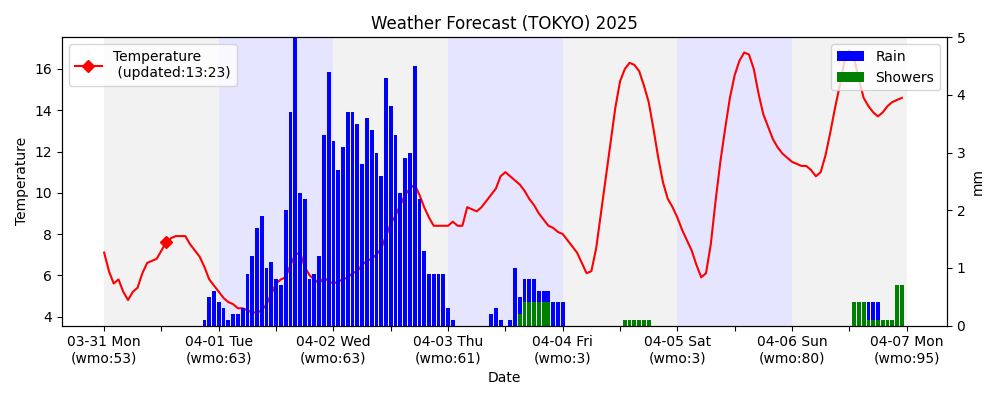 Weather Forecast (TOKYO) 2025
Temperature
(updated:13:23)
Rain
Showers
Temperature
16
14
12
10
8
6
4
mm
5
4
3
2
1
0
03-31 Mon
(wmo:53)
04-01 Tue
(wmo:63)
04-02 Wed
(wmo:63)
04-03 Thu
(wmo:61)
04-04 Fri
(wmo:3)
04-05 Sat
(wmo:3)
04-06 Sun
(wmo:80)
04-07 Mon
(wmo:95)
Date